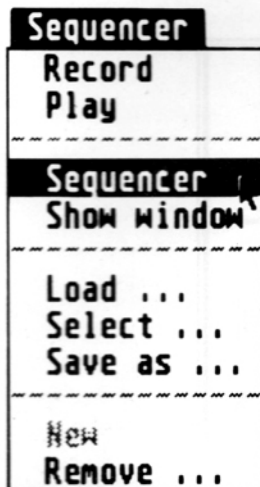 Sequencer
Record
Play
Sequencer
Show window
Load ...
Select ...
Save as ...
New
Remove ...